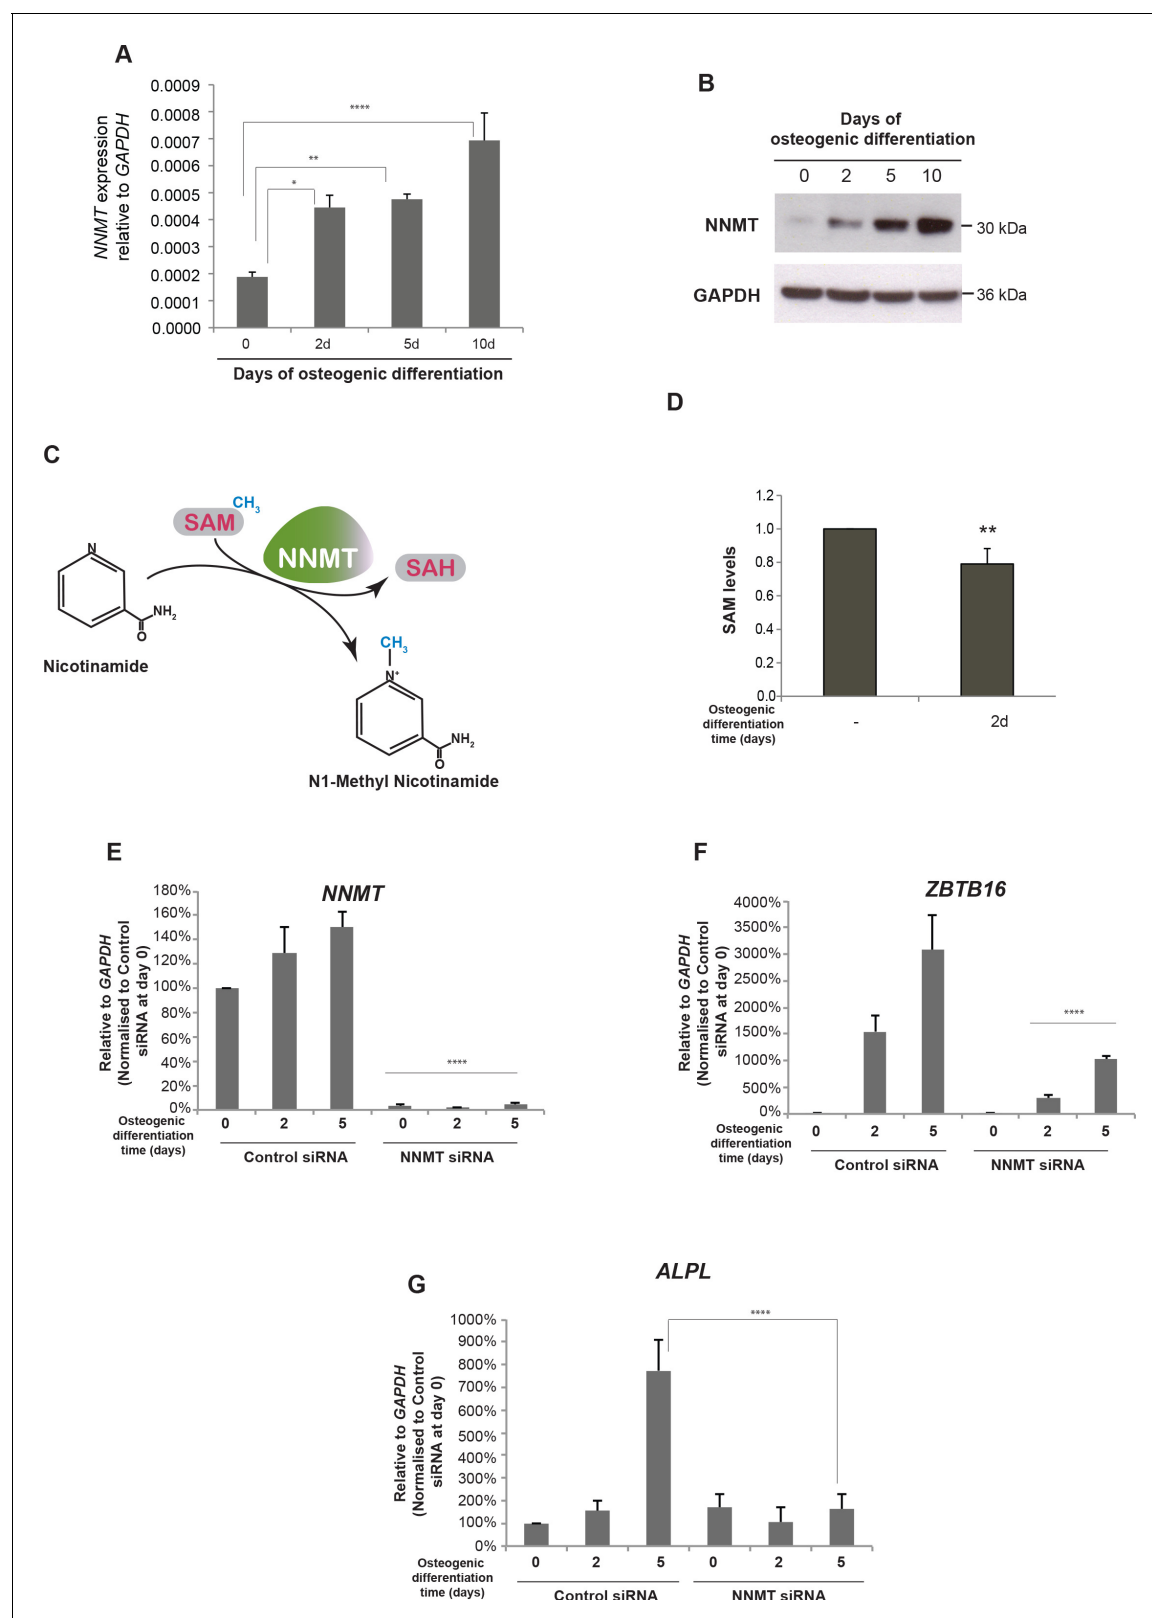 A
NNMT expression
relative to GAPDH
0.0009
0.0008
0.0007
0.0006
0.0005
0.0004
0.0003
0.0002
0.0001
0.0000
****
**
*
0 2d 5d 10d
Days of osteogenic differentiation
B
Days of
osteogenic differentiation
0 2 5 10
NNMT
30 kDa
GAPDH
36 kDa
C
SAM
CH3
NNMT
SAH
N
NH2
O
Nicotinamide
CH3
N+
NH2
O
N1-Methyl Nicotinamide
D
SAM levels
1.2
1.0
0.8
0.6
0.4
0.2
0.0
**
Osteogenic
differentiation
time (days)
- 2d
E
NNMT
Relative to GAPDH
(Normalised to Control
siRNA at day 0)
180%
160%
140%
120%
100%
80%
60%
40%
20%
0%
****
Osteogenic
differentiation
time (days)
0 2 5 0 2 5
Control siRNA NNMT siRNA
F
ZBTB16
Relative to GAPDH
(Normalised to Control
siRNA at day 0)
4000%
3500%
3000%
2500%
2000%
1500%
1000%
500%
0%
****
Osteogenic
differentiation
time (days)
0 2 5 0 2 5
Control siRNA NNMT siRNA
G
ALPL
Relative to GAPDH
(Normalised to Control
siRNA at day 0)
1000%
900%
800%
700%
600%
500%
400%
300%
200%
100%
0%
****
Osteogenic
differentiation
time (days)
0 2 5 0 2 5
Control siRNA NNMT siRNA